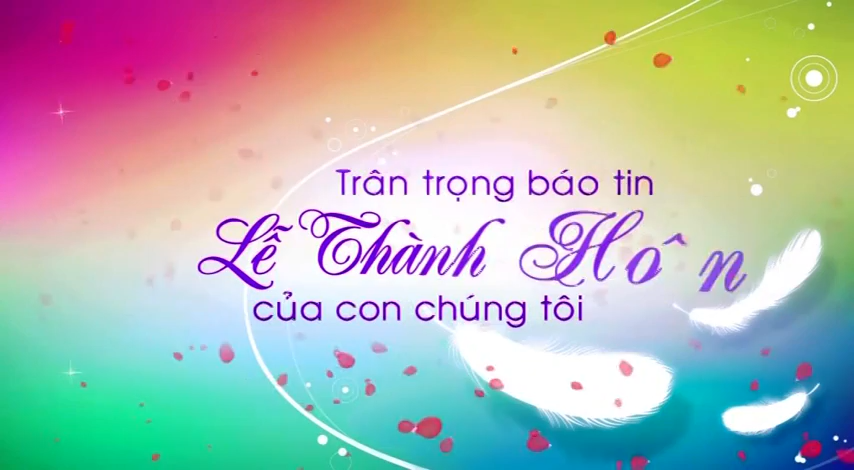 Trân trọng báo tin
Lễ Thành Hôn
của con chúng tôi